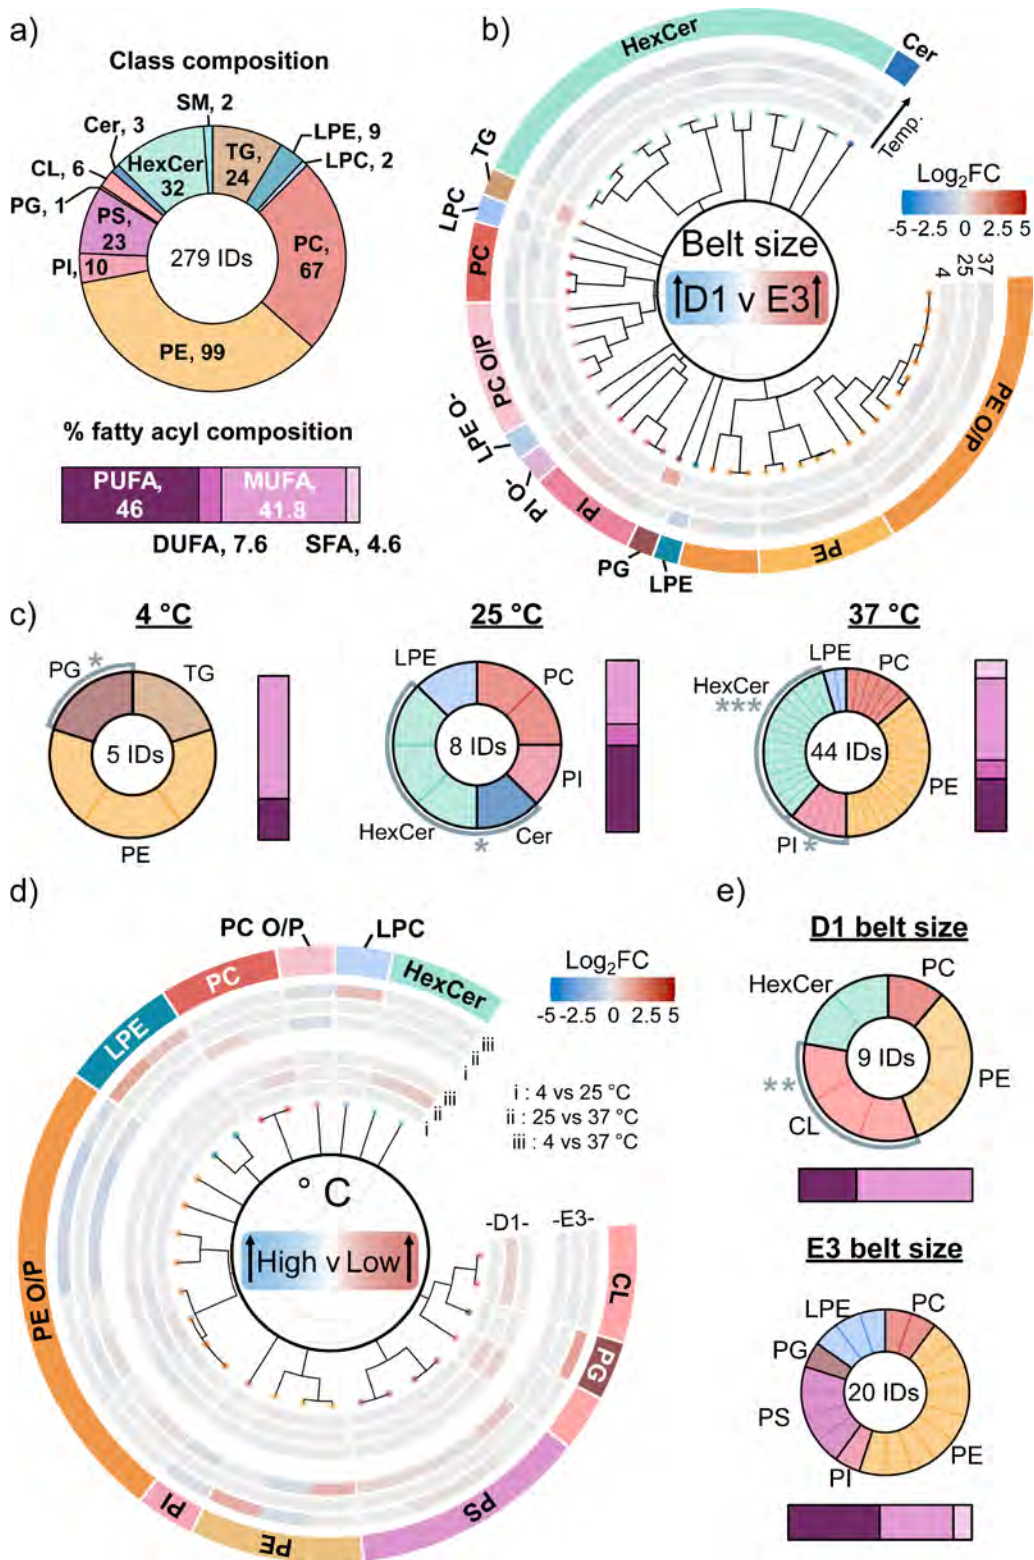 a)
Class composition
SM, 2
Cer, 3
LPE, 9
HexCer
32
TG,
24
LPC, 2
CL, 6
PG, 1
PS,
23
279 IDs
PC,
67
PI, 10
PE, 99
% fatty acyl composition
PUFA,
46
MUFA,
41.8
DUFA, 7.6
SFA, 4.6
b)
HexCer
Cer
Temp.
TG
LPC
PC
PC O/P
LPE O-
PI O-
PI
PG
LPE
PE
PE O/P
Log2FC
-5 -2.5 0 2.5 5
4 25 37
Belt size
D1 v E3
c)
4 °C
25 °C
37 °C
PG *
TG
5 IDs
PE
LPE
PC
8 IDs
PI
HexCer
*
Cer
LPE
PC
HexCer
***
44 IDs
PE
PI *
d)
PC O/P
LPC
PC
HexCer
LPE
PE O/P
PI
PE
PS
PG
CL
Log2FC
-5 -2.5 0 2.5 5
i ii iii
i ii iii
i : 4 vs 25 °C
ii : 25 vs 37 °C
iii : 4 vs 37 °C
° C
High v Low
-D1- -E3-
e)
D1 belt size
HexCer
PC
9 IDs
**
PE
CL
E3 belt size
LPE
PC
PG
20 IDs
PS
PE
PI